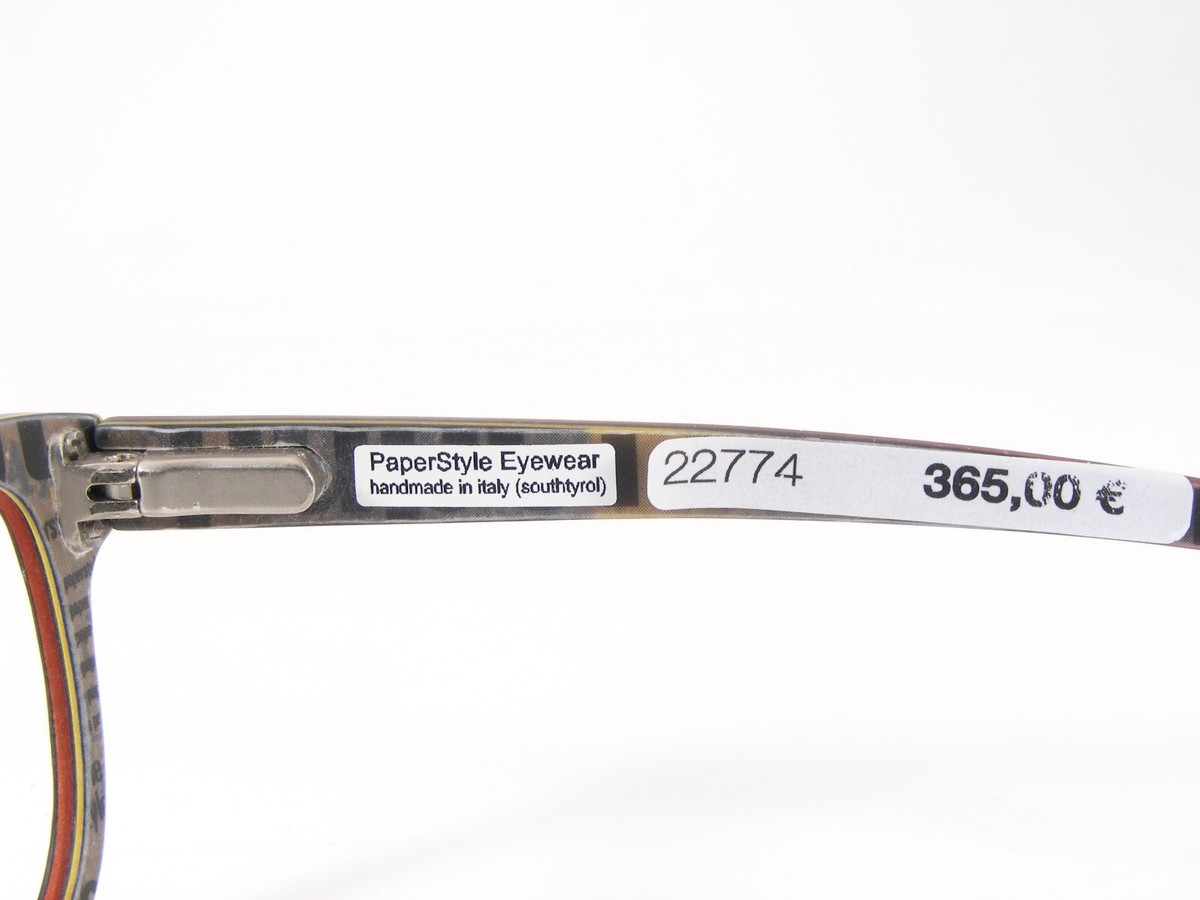 PaperStyle Eyewear
handmade in italy (southtyrol)
22774
365,00 €